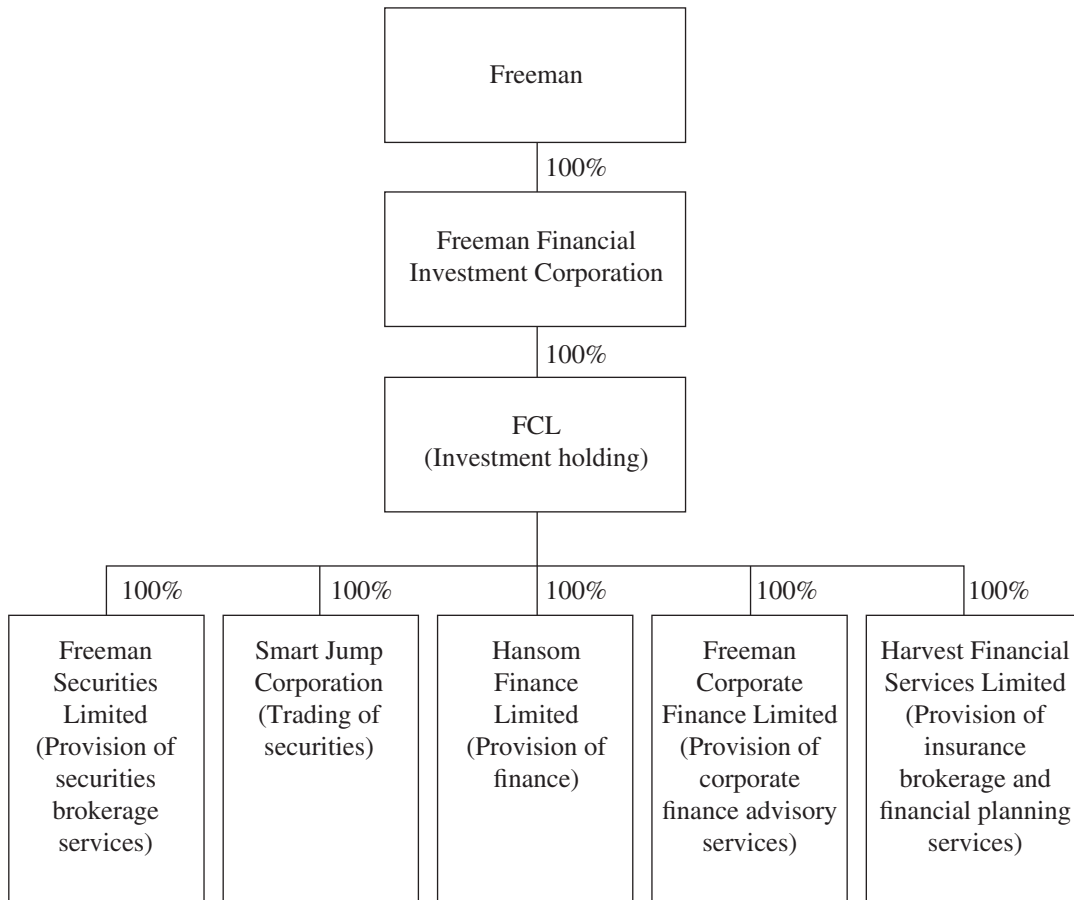 Freeman
100%
Freeman Financial
Investment Corporation
100%
FCL
(Investment holding)
100%
100%
100%
100%
100%
Freeman
Securities
Limited
(Provision of
securities
brokerage
services)
Smart Jump
Corporation
(Trading of
securities)
Hansom
Finance
Limited
(Provision of
finance)
Freeman
Corporate
Finance Limited
(Provision of
corporate
finance advisory
services)
Harvest Financial
Services Limited
(Provision of
insurance
brokerage and
financial planning
services)